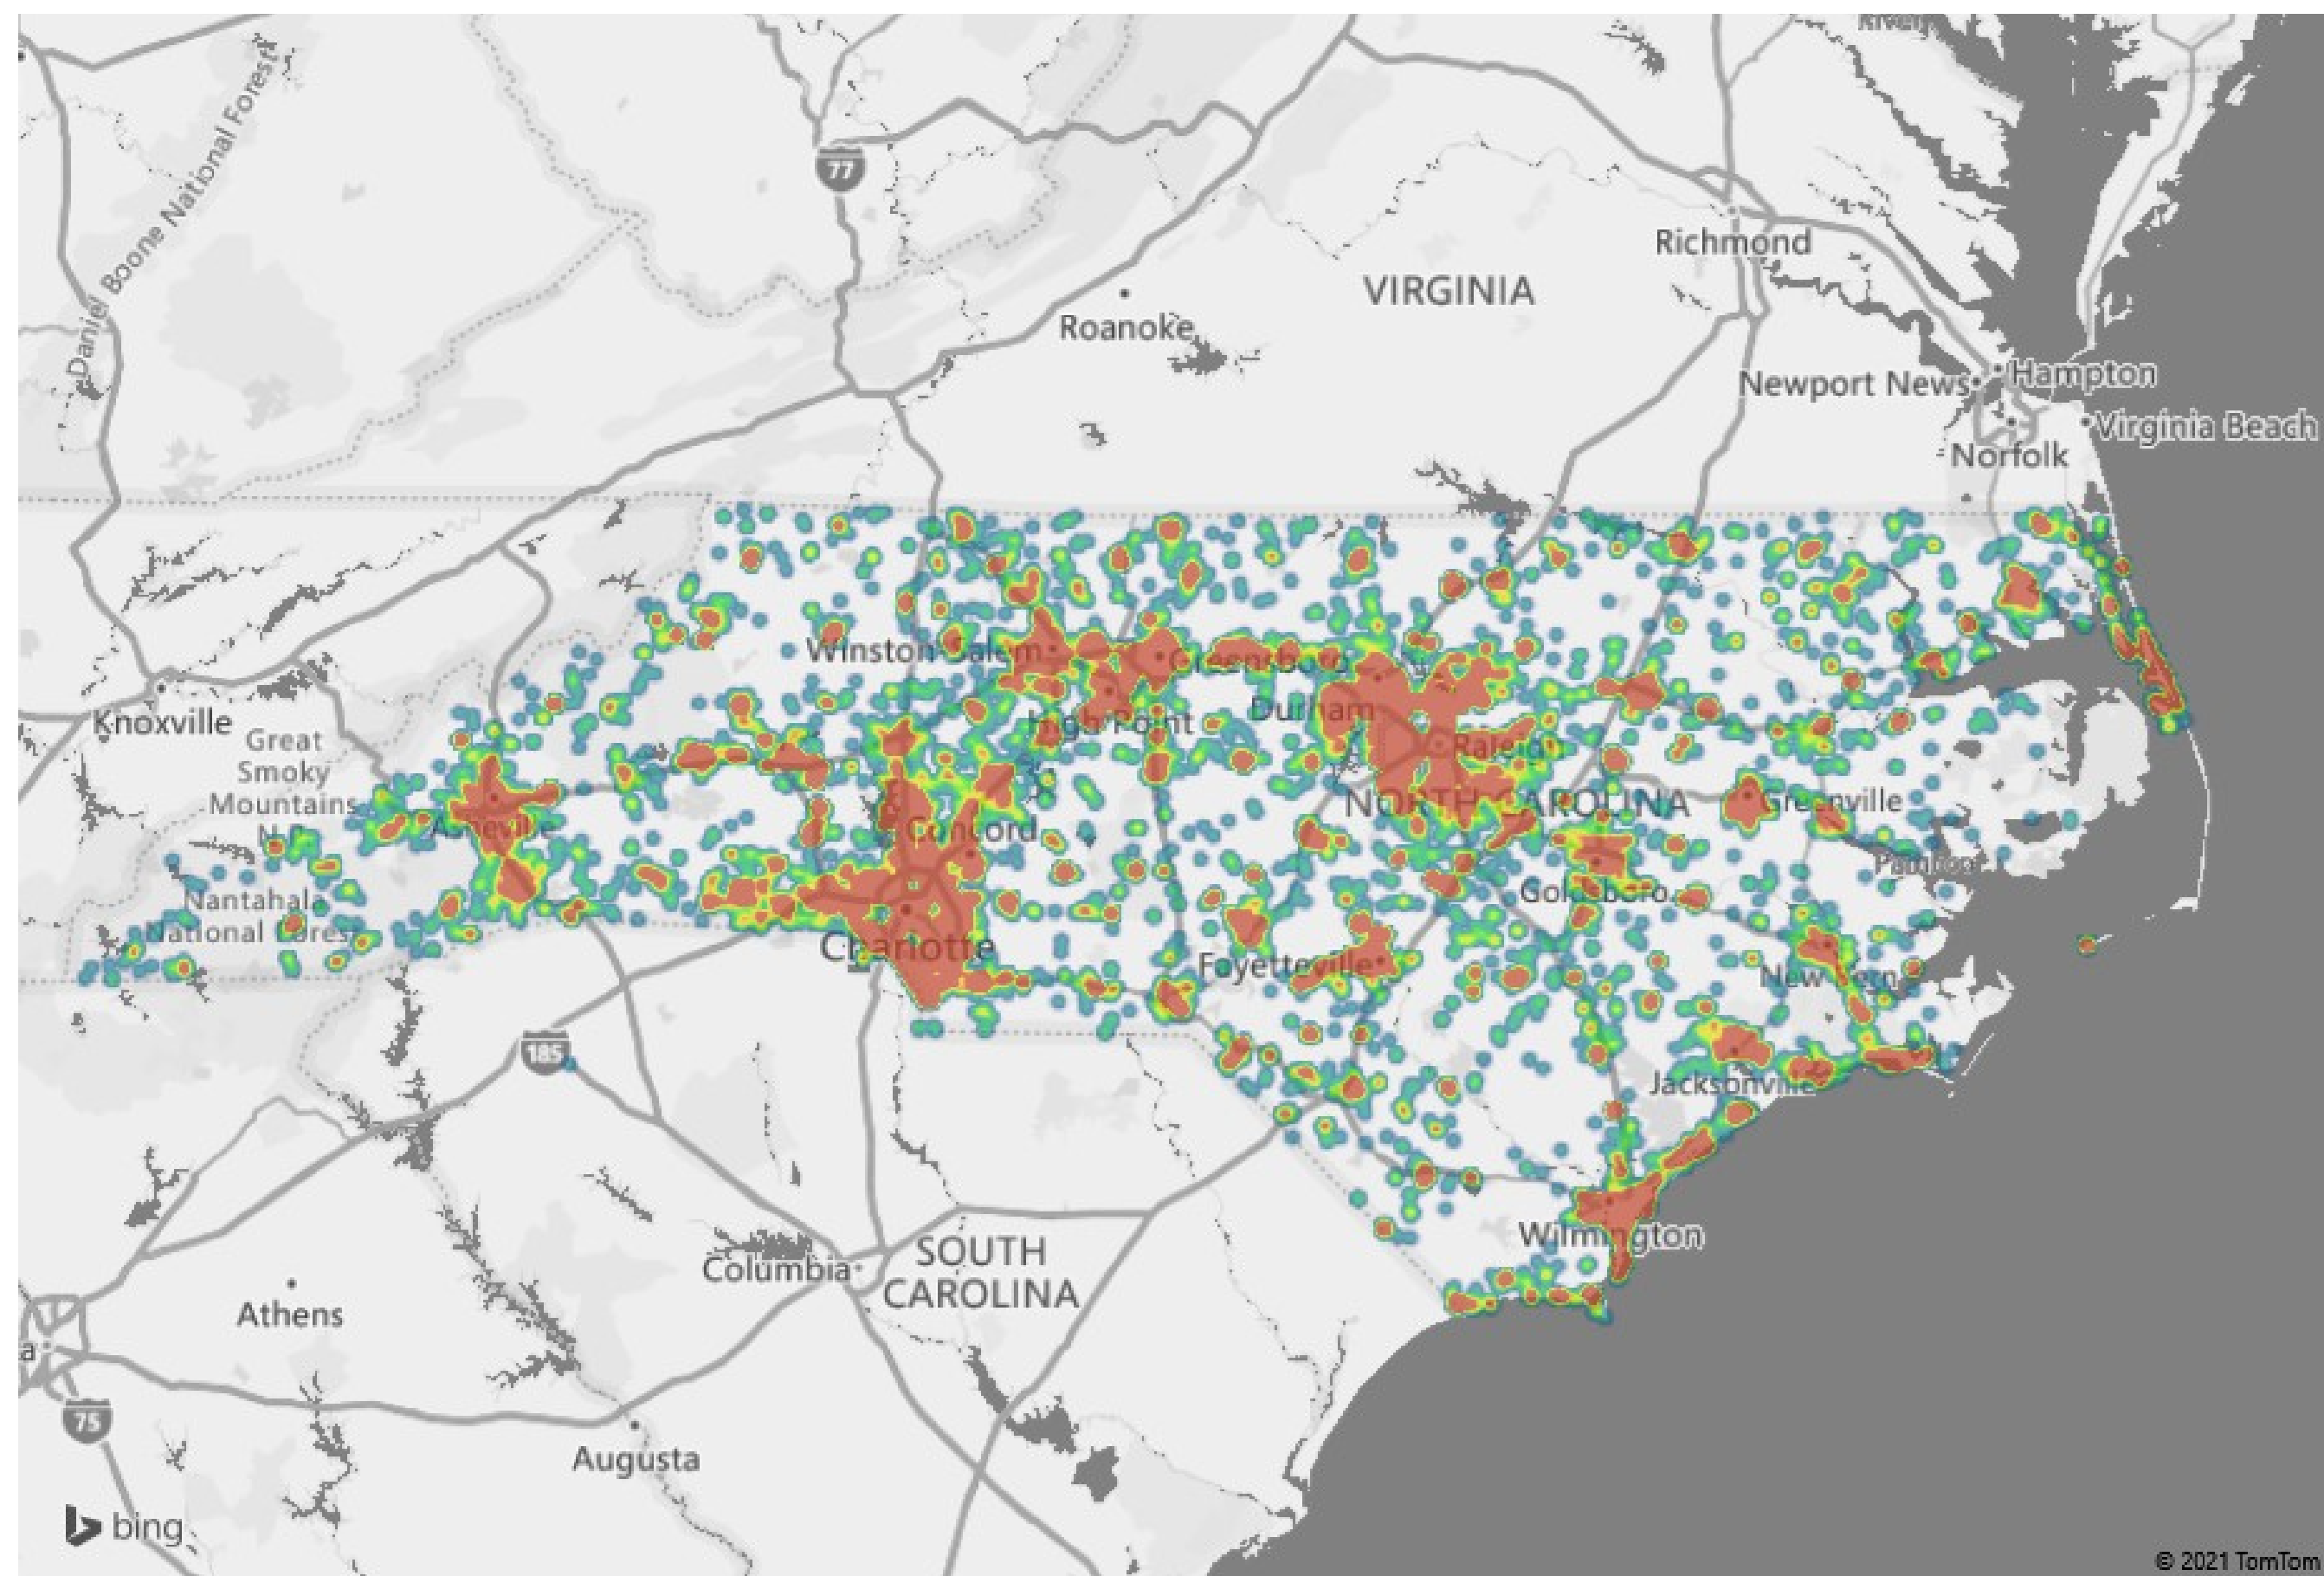 River
Daniel Boone National Forest
77
Richmond
VIRGINIA
Roanoke
Hampton
Newport News
Virginia Beach
Norfolk
Winston-Salem
Greensboro
Knoxville
High Point
Durham
Raleigh
Great
Smoky
Mountains
N.P.
NORTH CAROLINA
Greenville
Asheville
Concord
Pamlico
Goldsboro
Nantahala
National Forest
Charlotte
Fayetteville
New Bern
185
Jacksonville
Wilmington
SOUTH
CAROLINA
Columbia
Athens
a
75
Augusta
bing
© 2021 TomTom